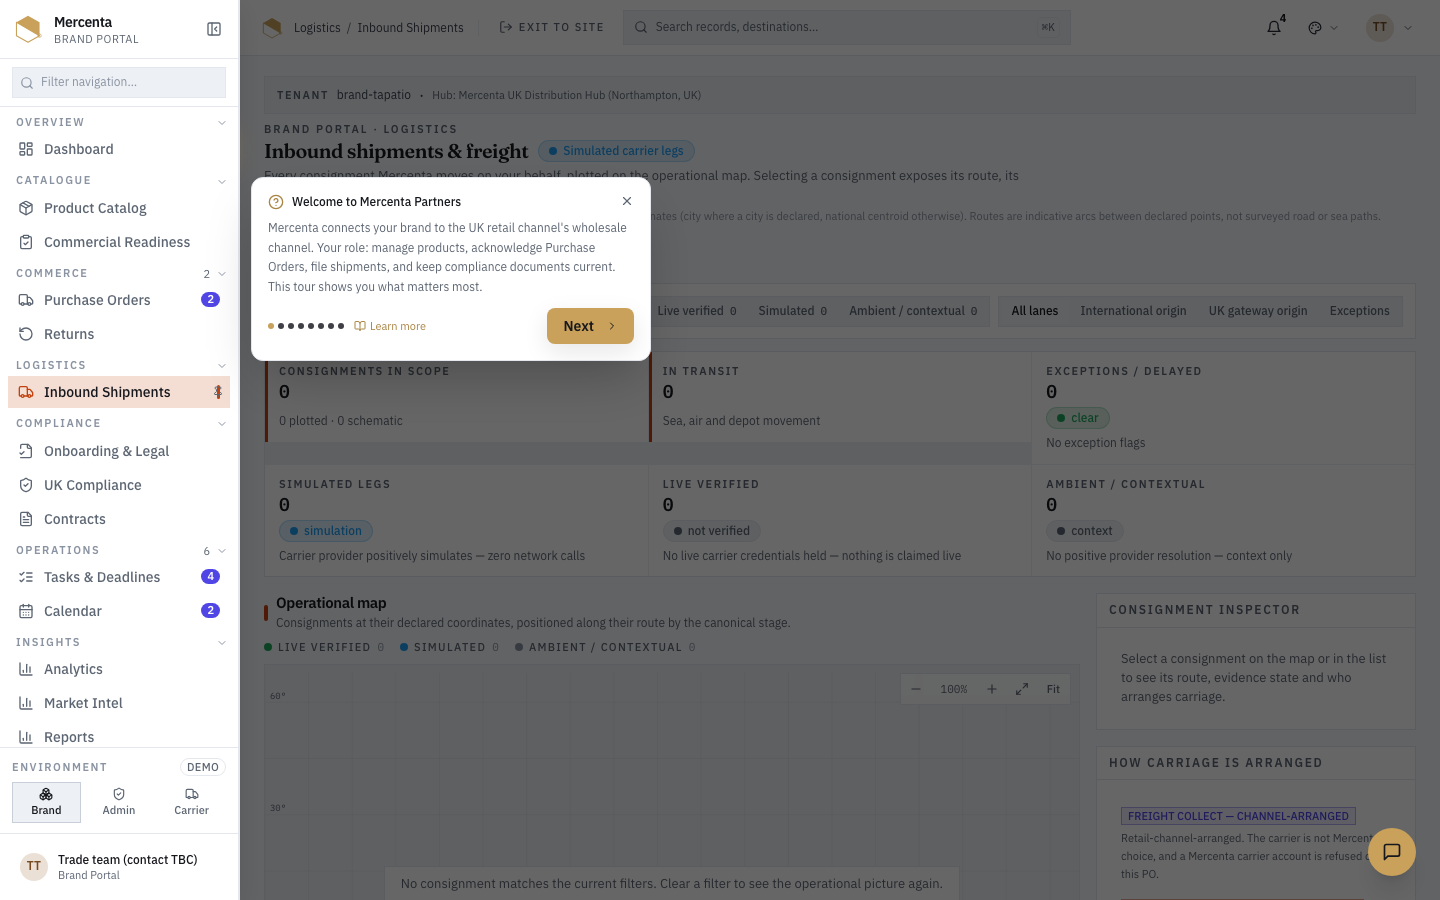 Mercenta
BRAND PORTAL
Filter navigation...
OVERVIEW
Dashboard
CATALOGUE
Product Catalog
Commercial Readiness
COMMERCE 2
Purchase Orders 2
Returns
LOGISTICS
Inbound Shipments
COMPLIANCE
Onboarding & Legal
UK Compliance
Contracts
OPERATIONS 6
Tasks & Deadlines 4
Calendar 2
INSIGHTS
Analytics
Market Intel
Reports
ENVIRONMENT DEMO
Brand Admin Carrier
TT Trade team (contact TBC)
Brand Portal
Logistics / Inbound Shipments EXIT TO SITE Search records, destinations... ⌘K 4 TT
TENANT brand-tapatio • Hub: Mercenta UK Distribution Hub (Northampton, UK)
BRAND PORTAL · LOGISTICS
Inbound shipments & freight Simulated carrier legs
Every consignment Mercenta moves on your behalf, plotted on the operational map. Selecting a consignment exposes its route, its
(city where a city is declared, national centroid otherwise). Routes are indicative arcs between declared points, not surveyed road or sea paths.
Welcome to Mercenta Partners
Mercenta connects your brand to the UK retail channel's wholesale
channel. Your role: manage products, acknowledge Purchase
Orders, file shipments, and keep compliance documents current.
This tour shows you what matters most.
Learn more Next
Live verified 0 Simulated 0 Ambient / contextual 0 All lanes International origin UK gateway origin Exceptions
CONSIGNMENTS IN SCOPE
0
0 plotted · 0 schematic
IN TRANSIT
0
Sea, air and depot movement
EXCEPTIONS / DELAYED
0
clear
No exception flags
SIMULATED LEGS
0
simulation
Carrier provider positively simulates — zero network calls
LIVE VERIFIED
0
not verified
No live carrier credentials held — nothing is claimed live
AMBIENT / CONTEXTUAL
0
context
No positive provider resolution — context only
Operational map
Consignments at their declared coordinates, positioned along their route by the canonical stage.
LIVE VERIFIED 0 SIMULATED 0 AMBIENT / CONTEXTUAL 0
60°
100% Fit
30°
No consignment matches the current filters. Clear a filter to see the operational picture again.
CONSIGNMENT INSPECTOR
Select a consignment on the map or in the list
to see its route, evidence state and who
arranges carriage.
HOW CARRIAGE IS ARRANGED
FREIGHT COLLECT — CHANNEL-ARRANGED
Retail-channel-arranged. The carrier is not
choice, and a Mercenta carrier account is refused
this PO.